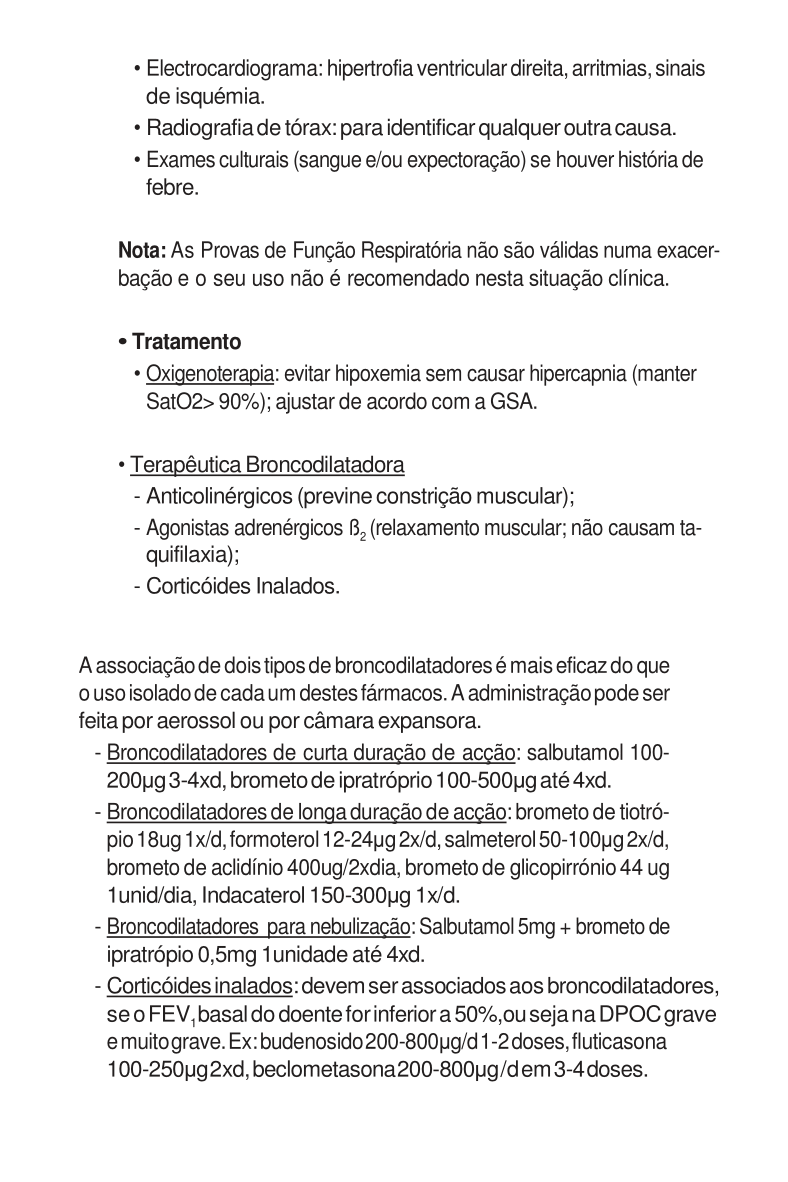 • Electrocardiograma: hipertrofia ventricular direita, arritmias, sinais
de isquémia.
• Radiografia de tórax: para identificar qualquer outra causa.
• Exames culturais (sangue e/ou expectoração) se houver história de
febre.
Nota: As Provas de Função Respiratória não são válidas numa exacer-
bação e o seu uso não é recomendado nesta situação clínica.
• Tratamento
• Oxigenoterapia: evitar hipoxemia sem causar hipercapnia (manter
SatO2> 90%); ajustar de acordo com a GSA.
• Terapêutica Broncodilatadora
- Anticolinérgicos (previne constrição muscular);
- Agonistas adrenérgicos ß2 (relaxamento muscular; não causam ta-
quifilaxia);
- Corticóides Inalados.
A associação de dois tipos de broncodilatadores é mais eficaz do que
o uso isolado de cada um destes fármacos. A administração pode ser
feita por aerossol ou por câmara expansora.
- Broncodilatadores de curta duração de acção: salbutamol 100-
200µg 3-4xd, brometo de ipratróprio 100-500µg até 4xd.
- Broncodilatadores de longa duração de acção: brometo de tiotró-
pio 18ug 1x/d, formoterol 12-24µg 2x/d, salmeterol 50-100µg 2x/d,
brometo de aclidínio 400ug/2xdia, brometo de glicopirrónio 44 ug
1unid/dia, Indacaterol 150-300µg 1x/d.
- Broncodilatadores para nebulização: Salbutamol 5mg + brometo de
ipratrópio 0,5mg 1unidade até 4xd.
- Corticóides inalados: devem ser associados aos broncodilatadores,
se o FEV1 basal do doente for inferior a 50%,ou seja na DPOC grave
e muito grave. Ex: budenosido 200-800µg/d 1-2 doses, fluticasona
100-250µg 2xd, beclometasona 200-800µg /d em 3-4 doses.